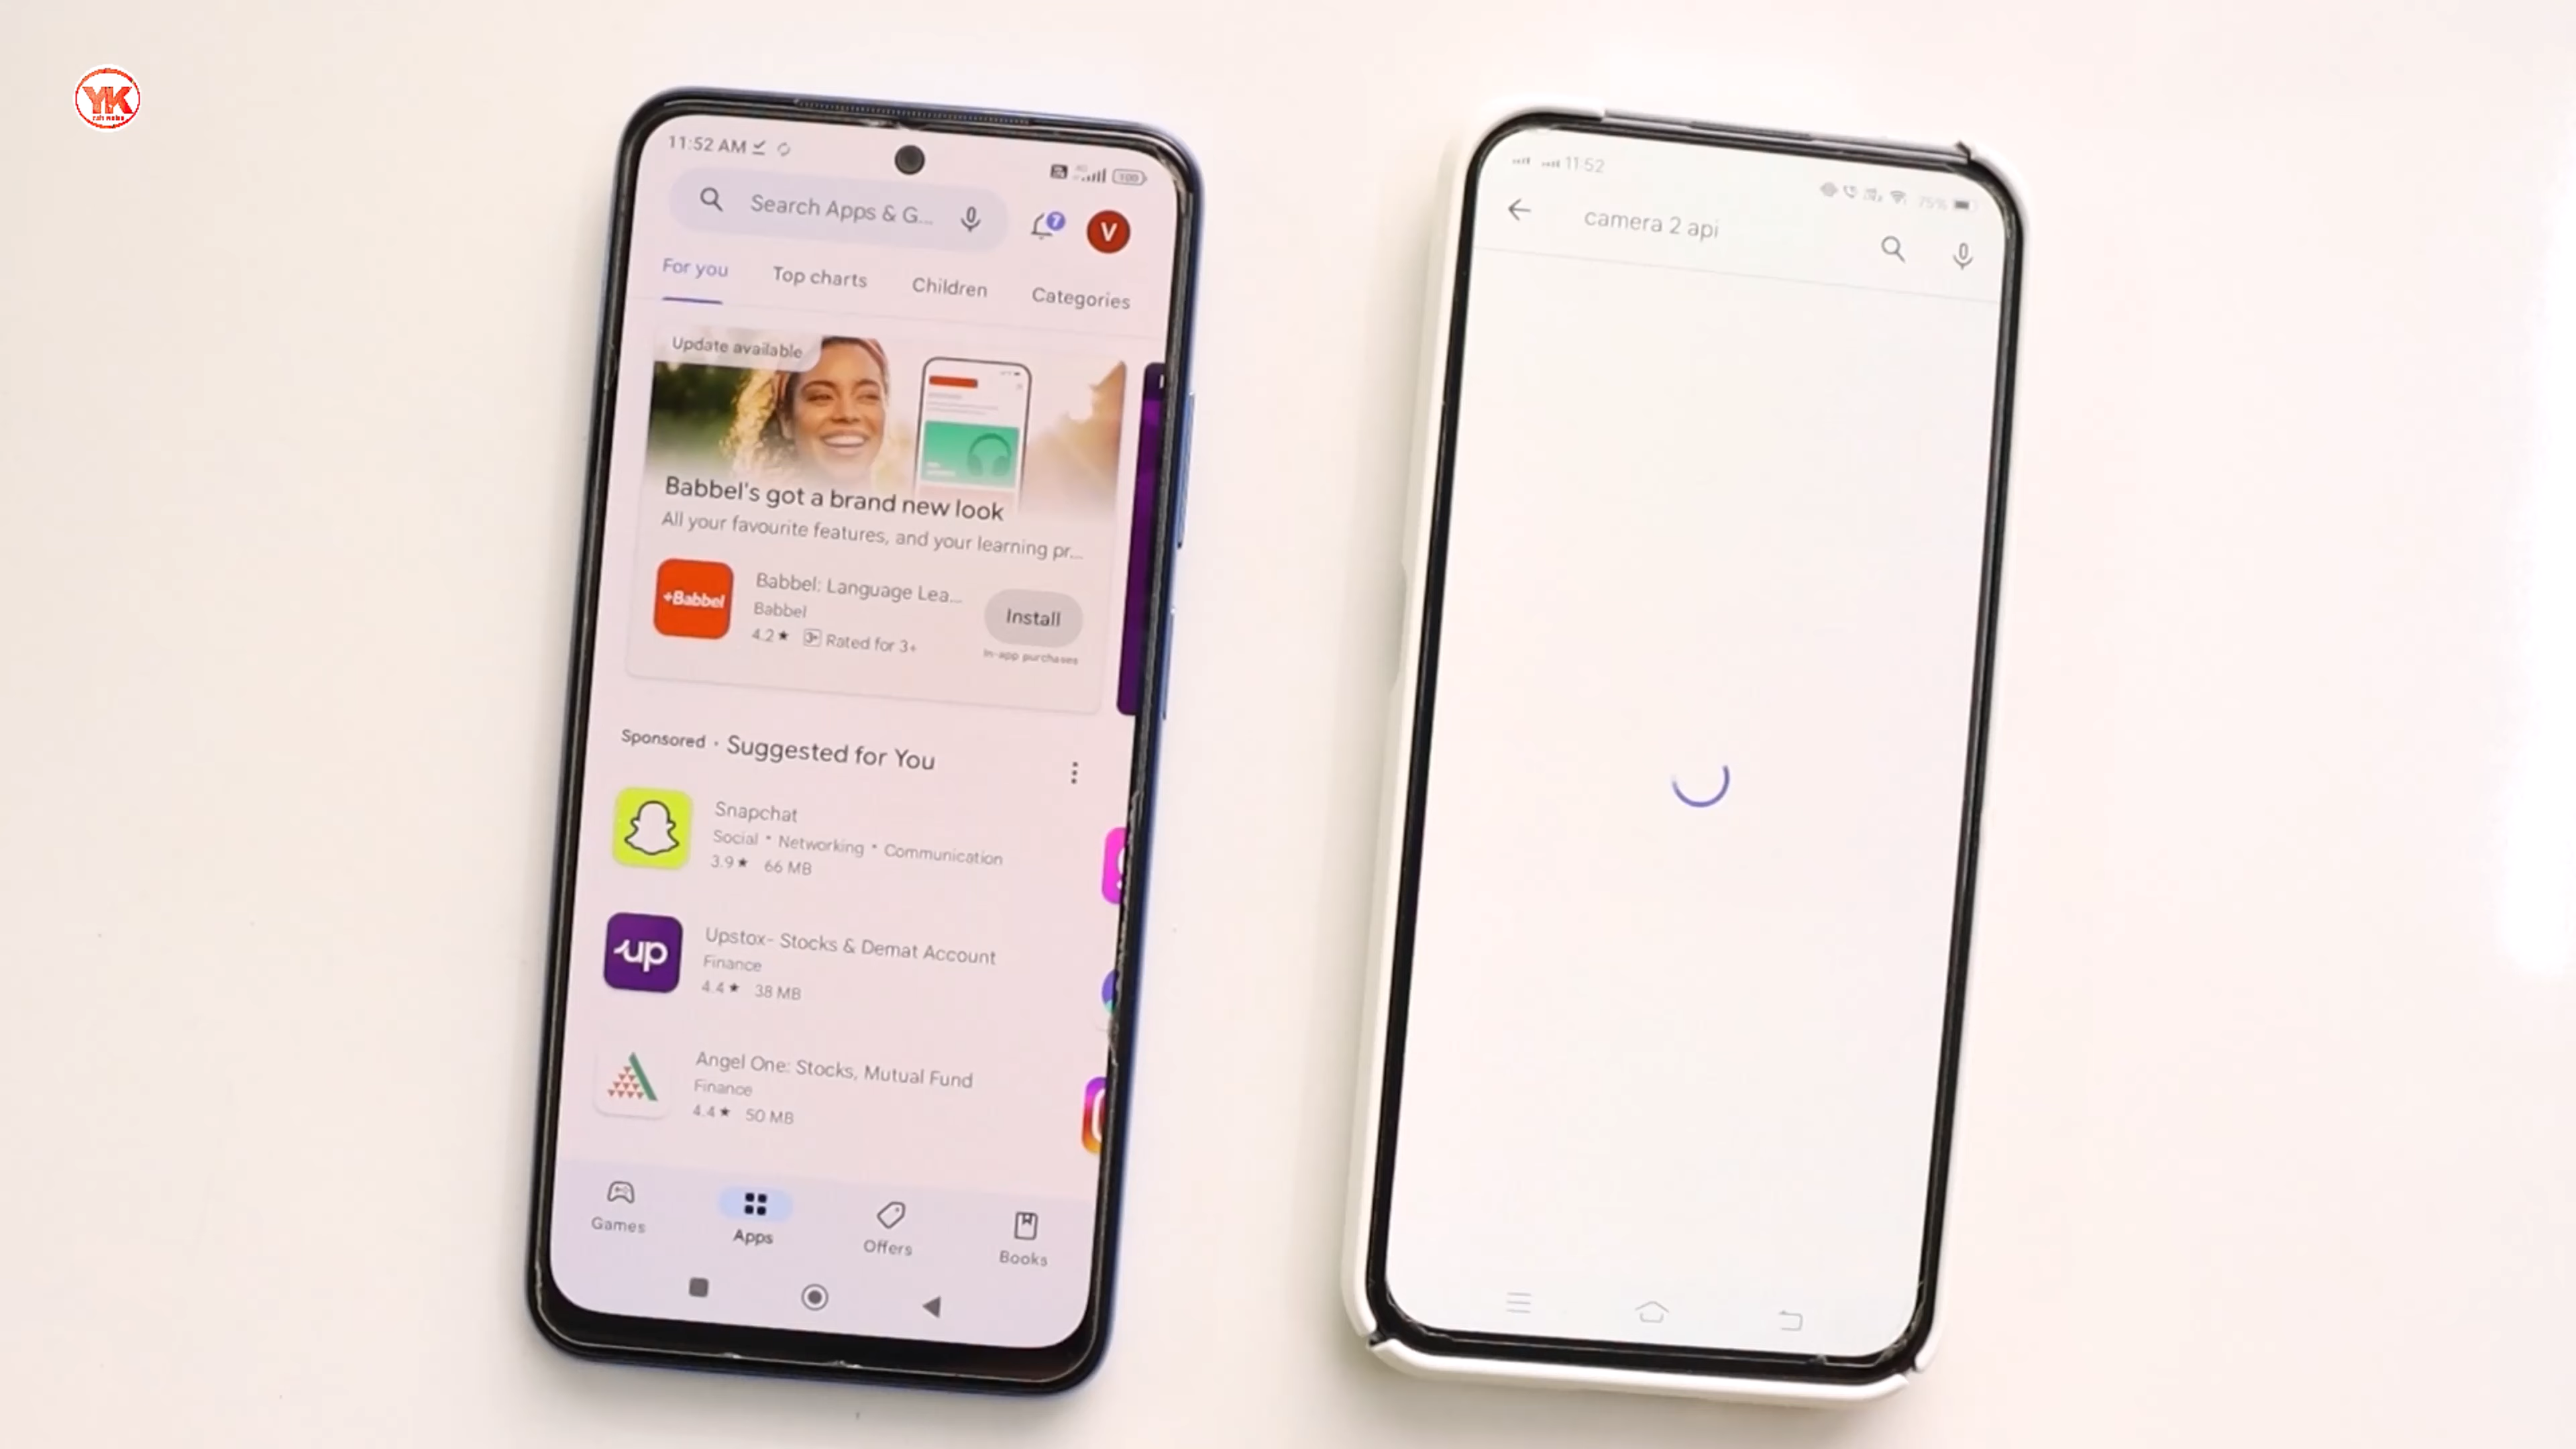 YK
11:52 AM
100
Search Apps & G...
7
V
For you
Top charts
Children
Categories
Update available
Babbel's got a brand new look
All your favourite features, and your learning pr...
+Babbel
Babbel: Language Lea...
Babbel
4.2★ 3+ Rated for 3+
Install
In-app purchases
Sponsored • Suggested for You
Snapchat
Social • Networking • Communication
3.9★ 66 MB
up
Upstox- Stocks & Demat Account
Finance
4.4★ 38 MB
Angel One: Stocks, Mutual Fund
Finance
4.4★ 50 MB
Games
Apps
Offers
Books
11:52
75%
camera 2 api